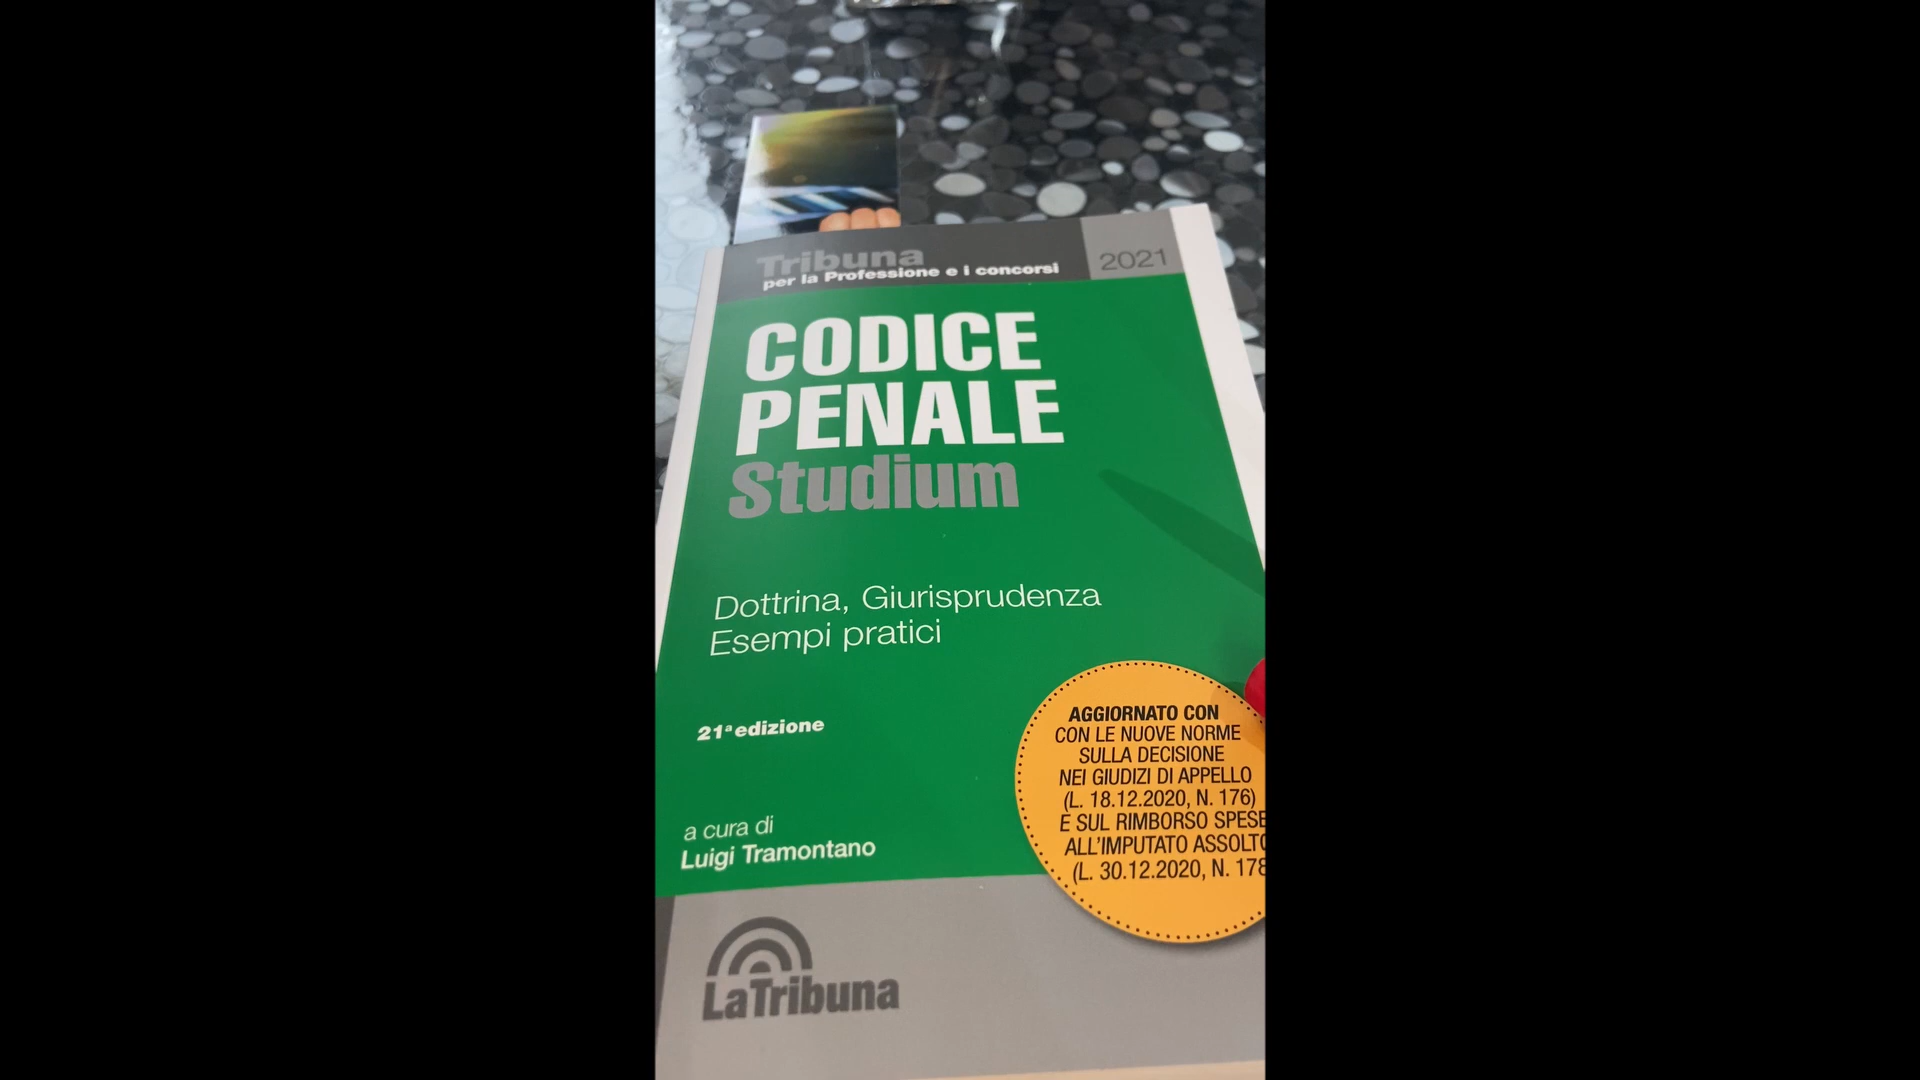 Tribuna
per la Professione e i concorsi
2021
CODICE
PENALE
Studium
Dottrina, Giurisprudenza
Esempi pratici
21ª edizione
AGGIORNATO CON
CON LE NUOVE NORME
SULLA DECISIONE
NEI GIUDIZI DI APPELLO
(L. 18.12.2020, N. 176)
E SUL RIMBORSO SPESE
ALL'IMPUTATO ASSOLTO
(L. 30.12.2020, N. 178
a cura di
Luigi Tramontano
LaTribuna